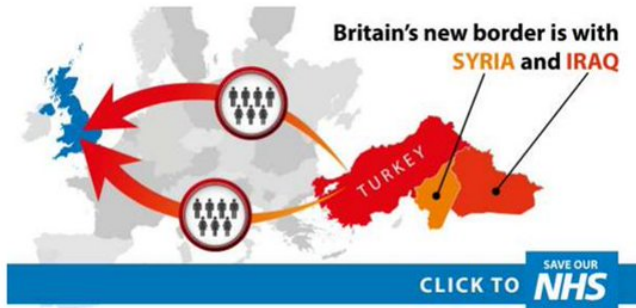 Britain's new border is with
SYRIA and IRAQ
TURKEY
CLICK TO
SAVE OUR
NHS